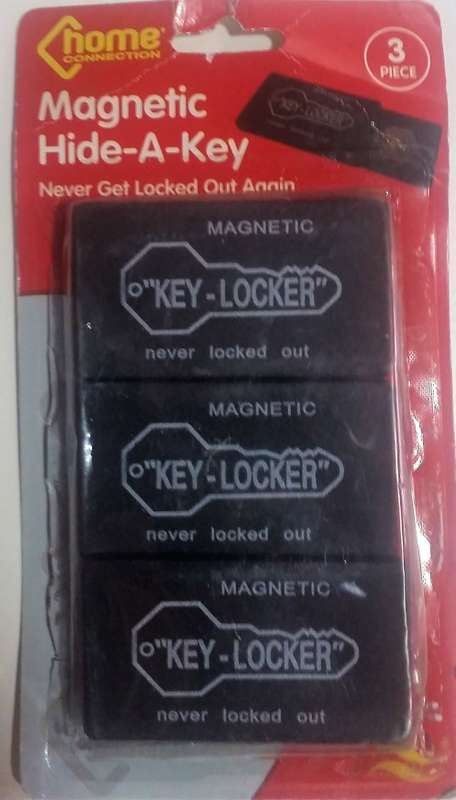 home
CONNECTION
3
PIECE
Magnetic
Hide-A-Key
Never Get Locked Out Again
MAGNETIC
"KEY-LOCKER"
never locked out
MAGNETIC
"KEY-LOCKER"
never locked out
MAGNETIC
"KEY-LOCKER"
never locked out